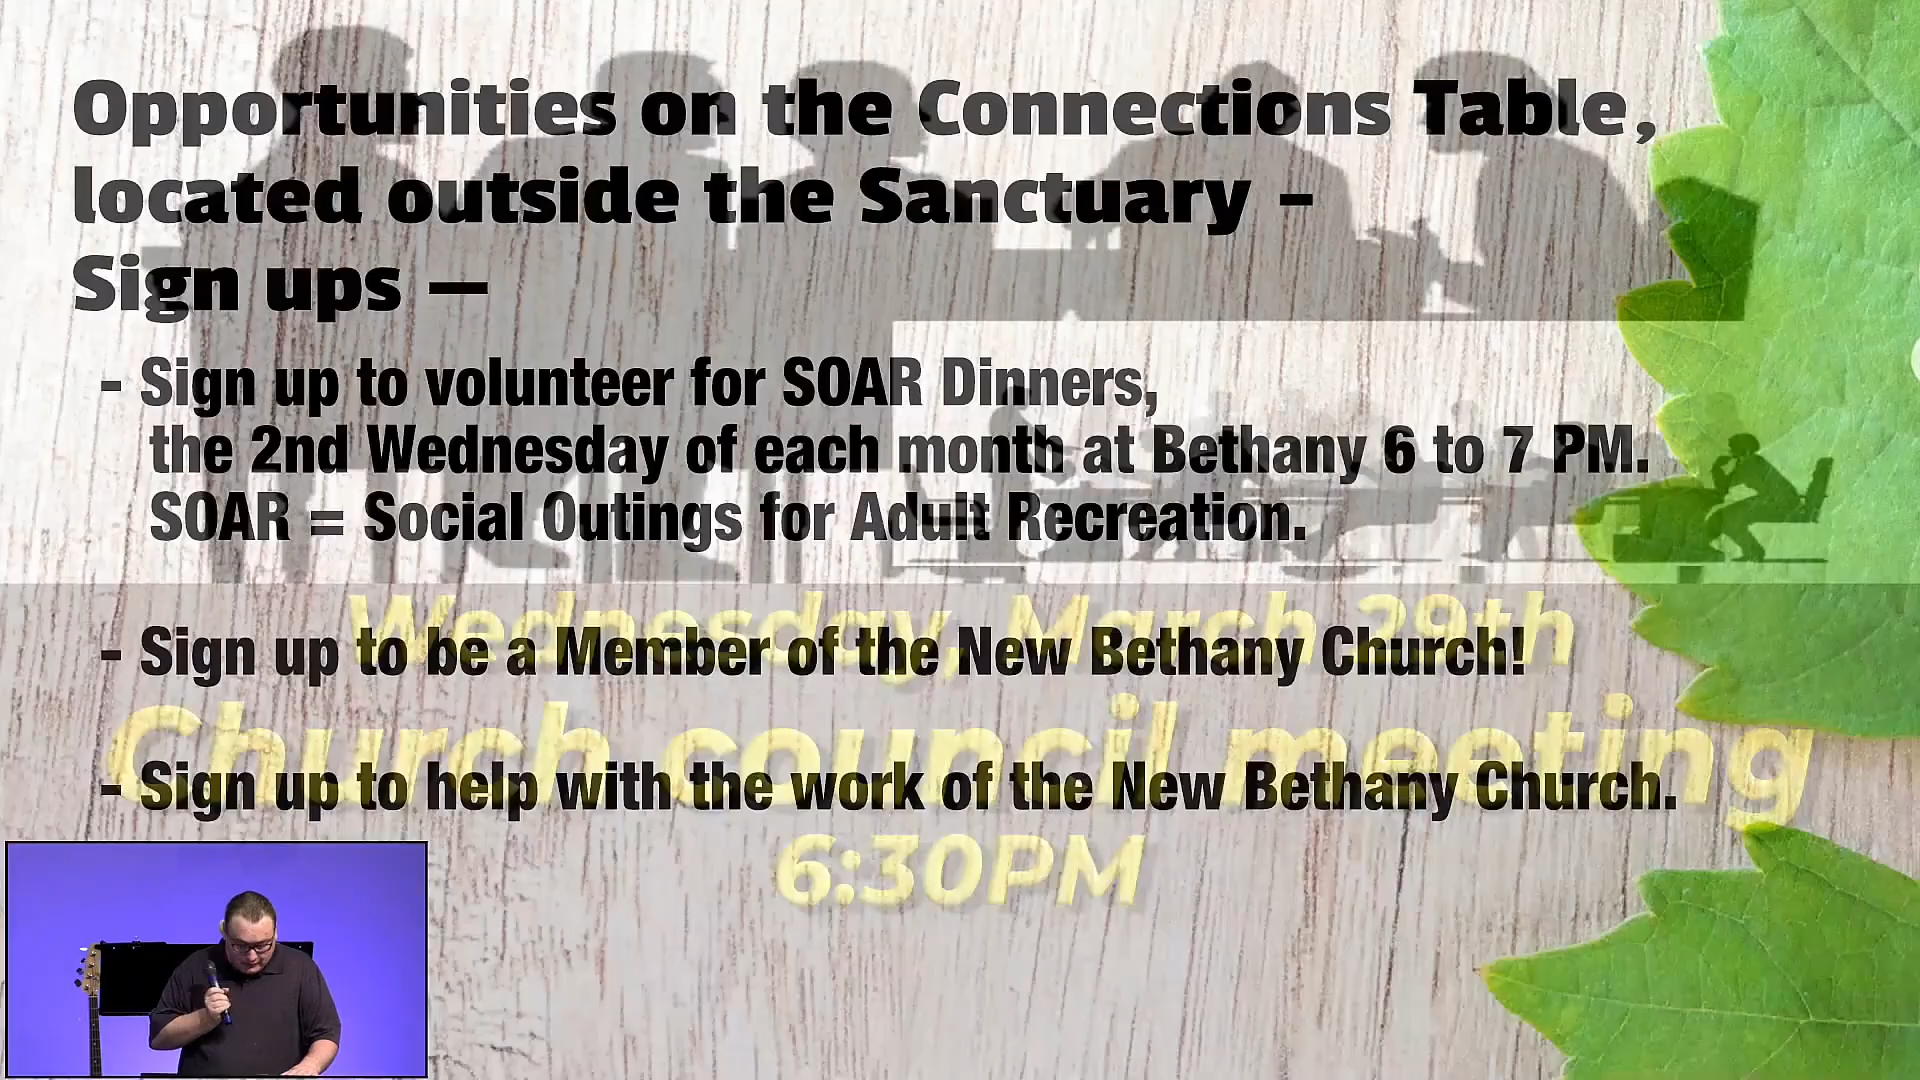 Opportunities on the Connections Table,
located outside the Sanctuary –
Sign ups —
- Sign up to volunteer for SOAR Dinners,
the 2nd Wednesday of each month at Bethany 6 to 7 PM.
SOAR = Social Outings for Adult Recreation.
Wednesday, March 29th
- Sign up to be a Member of the New Bethany Church!
Church council meeting
- Sign up to help with the work of the New Bethany Church.
6:30PM